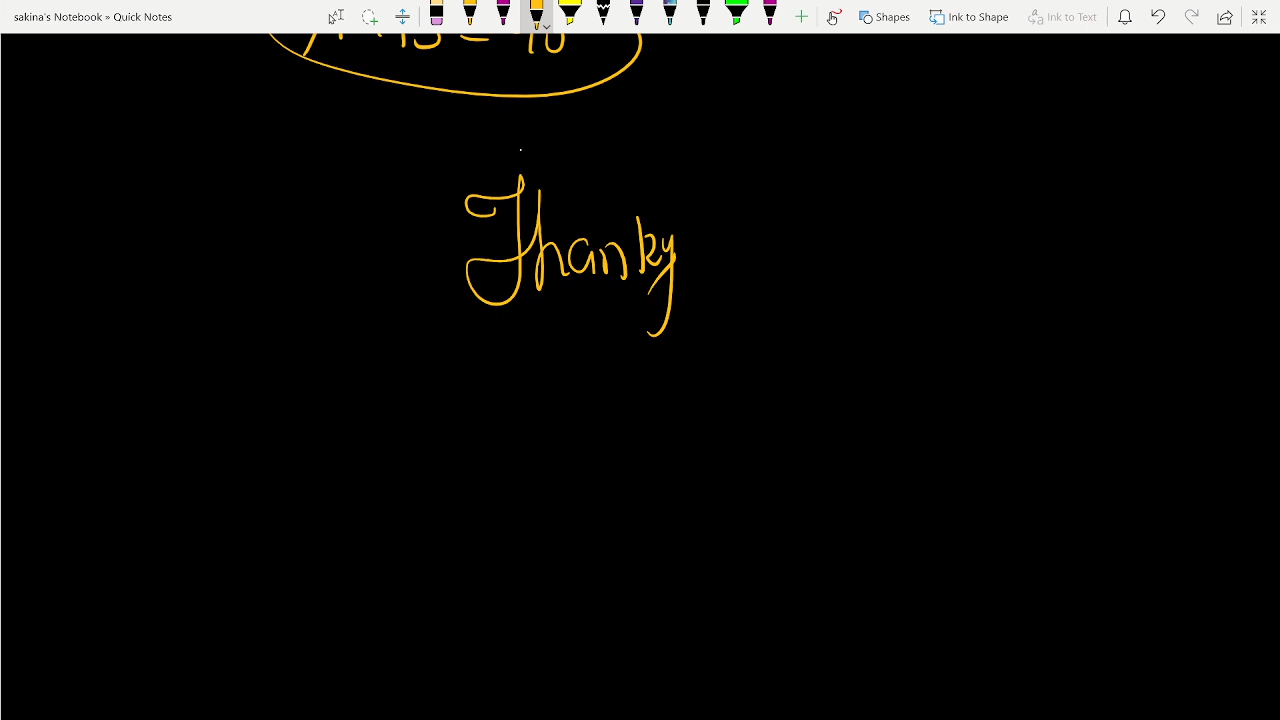 sakina's Notebook » Quick Notes
Shapes
Ink to Shape
Ink to Text
Thanky